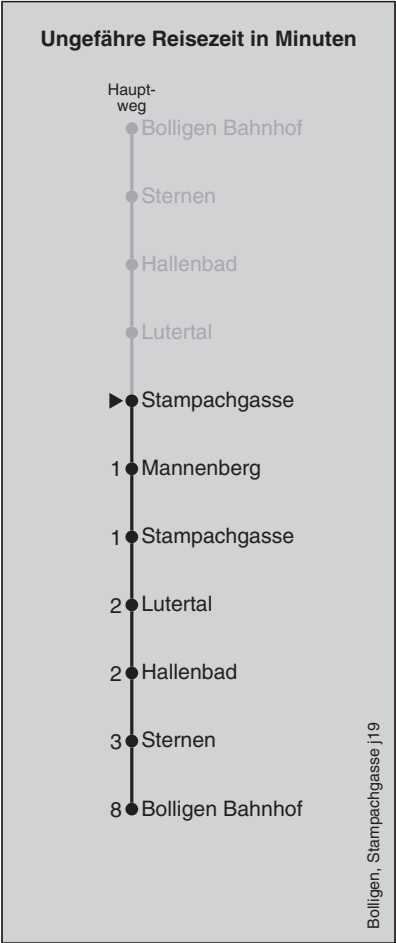 Ungefähre Reisezeit in Minuten
Haupt-
weg
Bolligen Bahnhof
Sternen
Hallenbad
Lutertal
Stampachgasse
1 Mannenberg
1 Stampachgasse
2 Lutertal
2 Hallenbad
3 Sternen
8 Bolligen Bahnhof
Bolligen, Stampachgasse j19